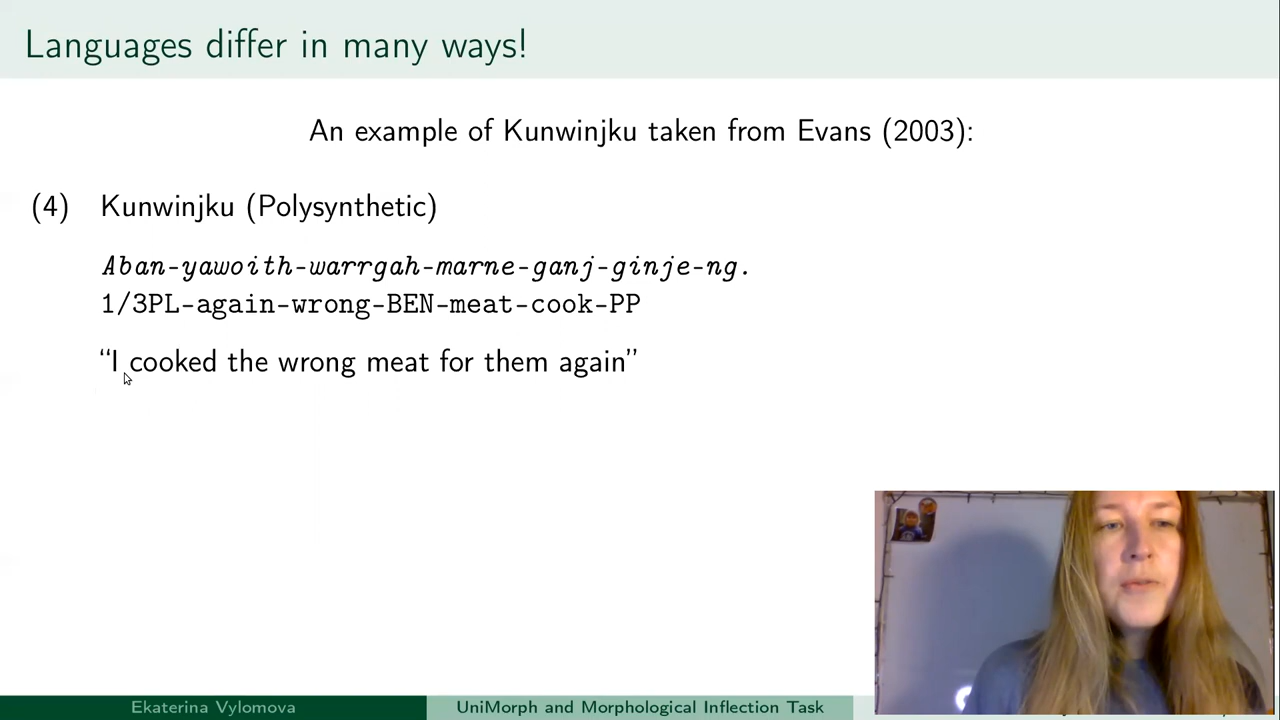 Languages differ in many ways!
An example of Kunwinjku taken from Evans (2003):
(4) Kunwinjku (Polysynthetic)
Aban-yawoith-warrgah-marne-ganj-ginje-ng.
1/3PL-again-wrong-BEN-meat-cook-PP
“I cooked the wrong meat for them again”
Ekaterina Vylomova
UniMorph and Morphological Inflection Task